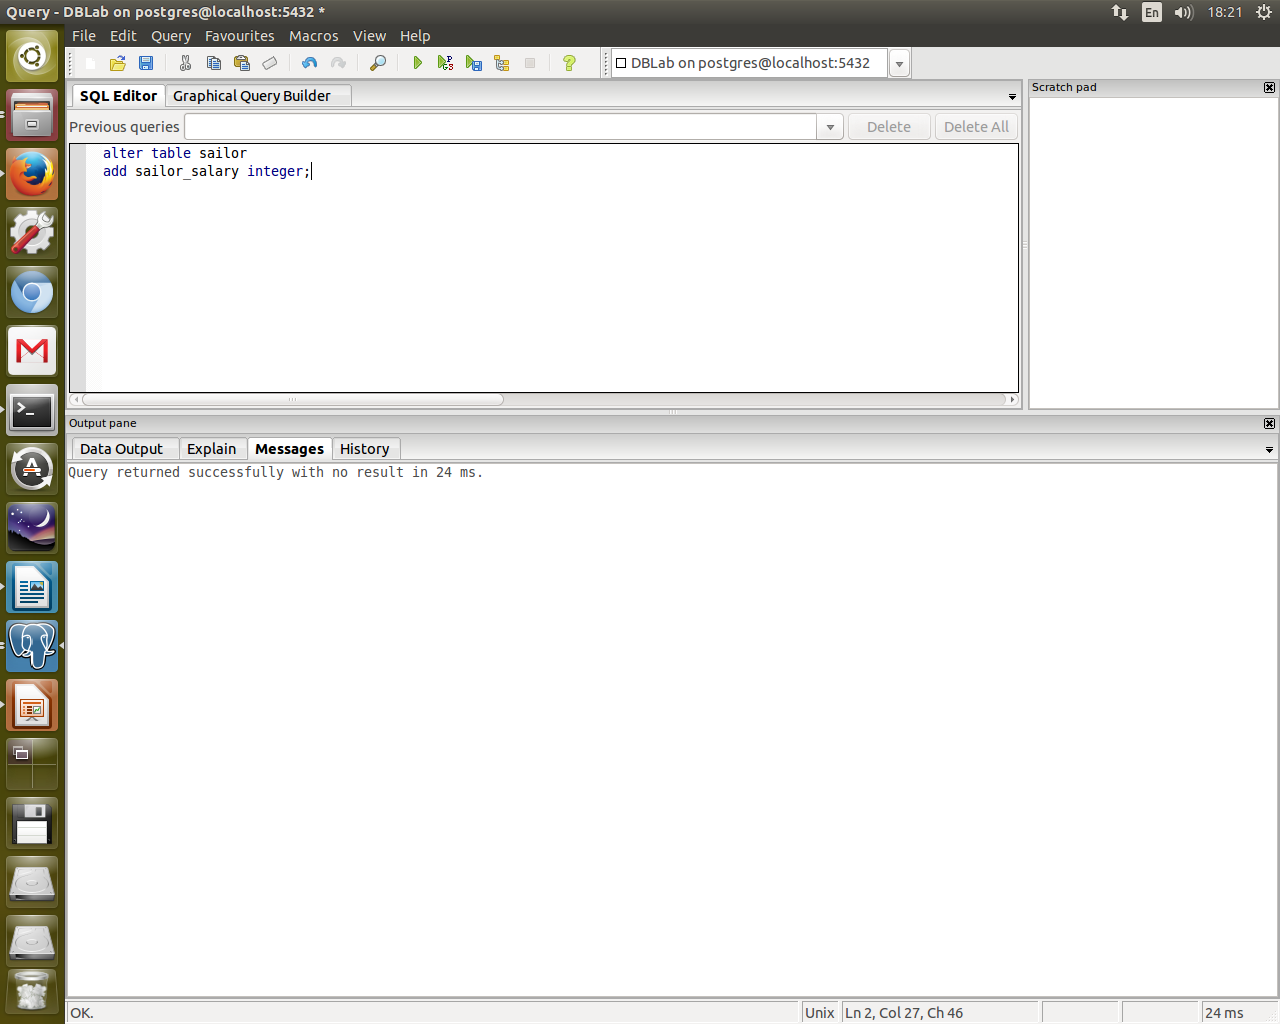 Query - DBLab on postgres@localhost:5432 *
En
18:21
File Edit Query Favourites Macros View Help
DBLab on postgres@localhost:5432
SQL Editor
Graphical Query Builder
Scratch pad
Previous queries
Delete
Delete All
alter table sailor
add sailor_salary integer;
Output pane
Data Output
Explain
Messages
History
Query returned successfully with no result in 24 ms.
OK.
Unix
Ln 2, Col 27, Ch 46
24 ms